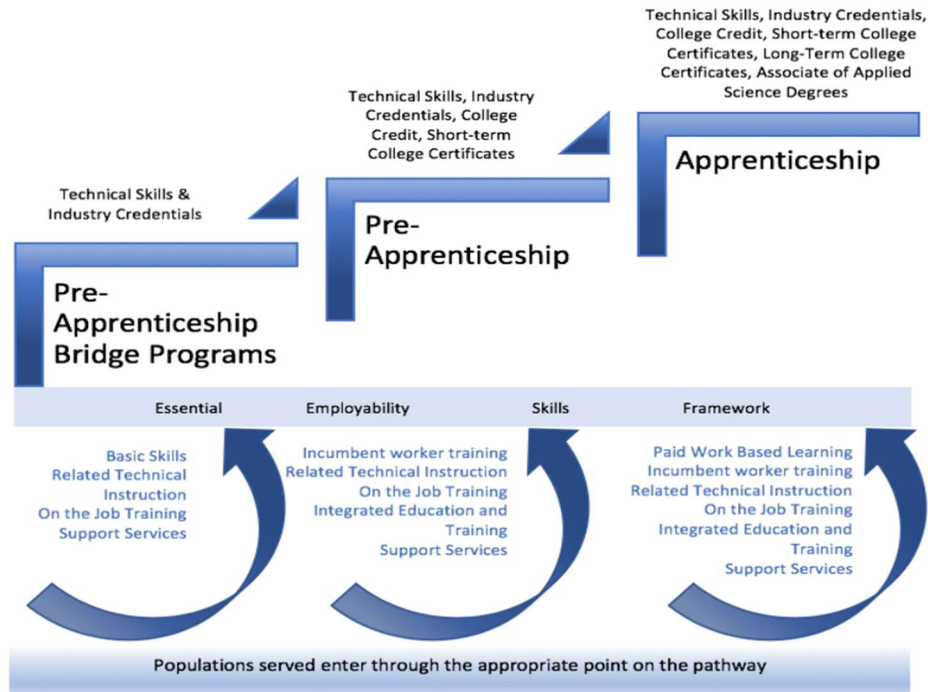 Technical Skills, Industry Credentials,
College Credit, Short-term College
Certificates, Long-Term College
Certificates, Associate of Applied
Science Degrees
Technical Skills, Industry
Credentials, College
Credit, Short-term
College Certificates
Apprenticeship
Technical Skills &
Industry Credentials
Pre-
Apprenticeship
Pre-
Apprenticeship
Bridge Programs
Essential Employability Skills Framework
Basic Skills
Related Technical
Instruction
On the Job Training
Support Services
Incumbent worker training
Related Technical Instruction
On the Job Training
Integrated Education and
Training
Support Services
Paid Work Based Learning
Incumbent worker training
Related Technical Instruction
On the Job Training
Integrated Education and
Training
Support Services
Populations served enter through the appropriate point on the pathway